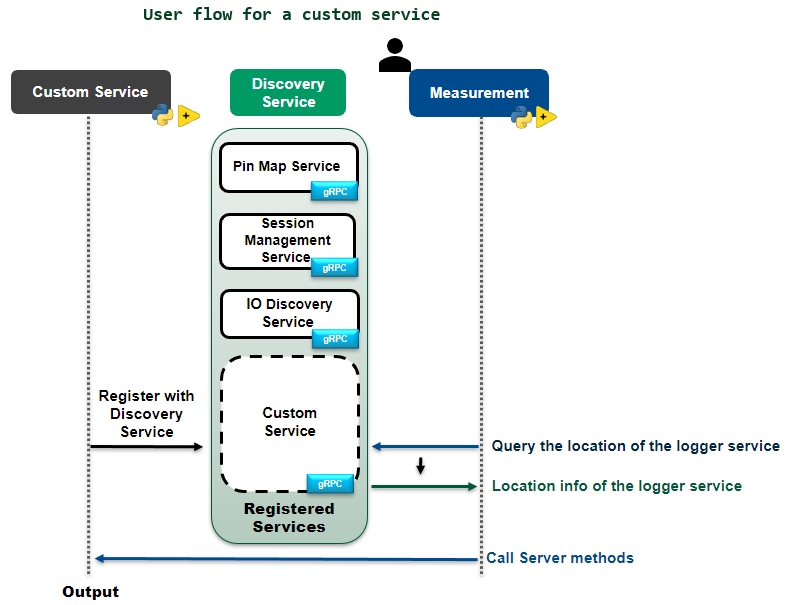 User flow for a custom service
Custom Service
Discovery
Service
Measurement
Pin Map Service
gRPC
Session
Management
Service
gRPC
IO Discovery
Service
gRPC
Register with
Discovery
Service
Custom
Service
gRPC
Query the location of the logger service
Location info of the logger service
Registered
Services
Call Server methods
Output